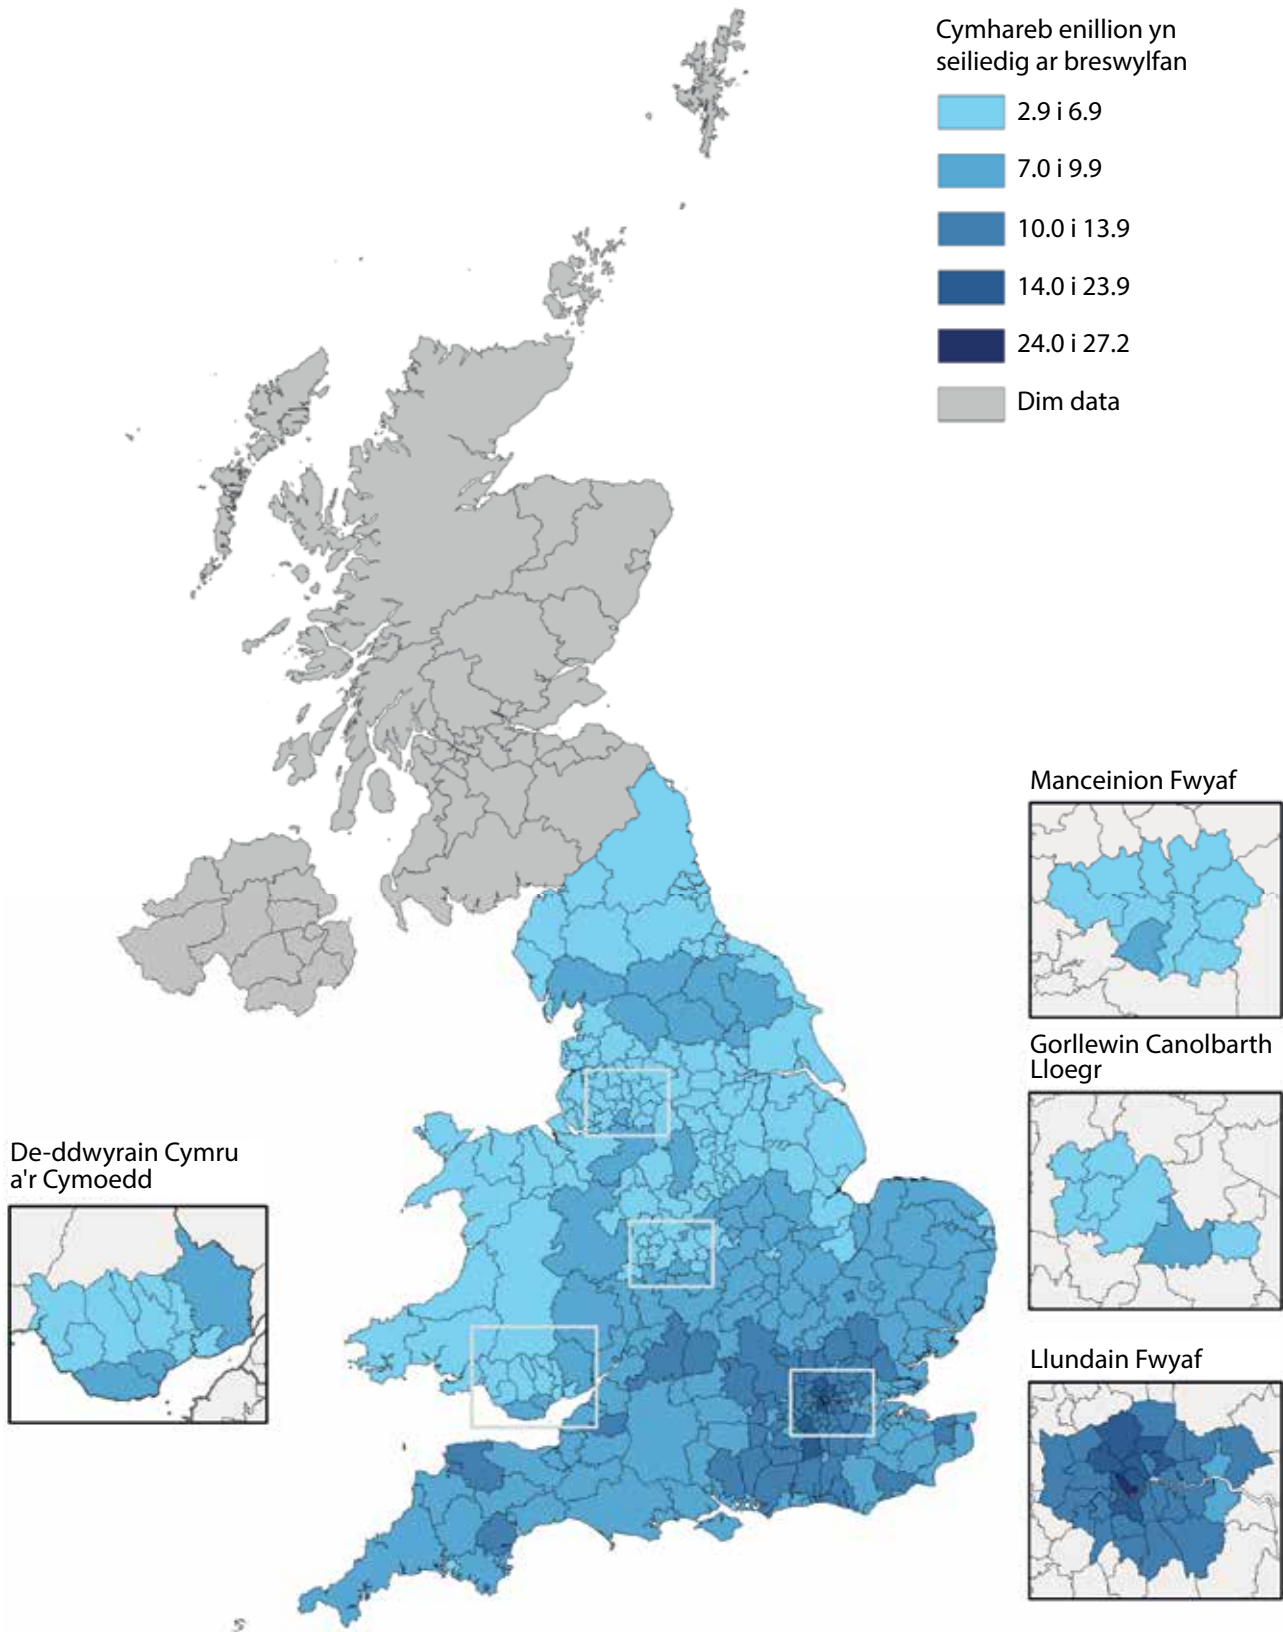 Cymhareb enillion yn
seiliedig ar breswylfan
2.9 i 6.9
7.0 i 9.9
10.0 i 13.9
14.0 i 23.9
24.0 i 27.2
Dim data
Manceinion Fwyaf
Gorllewin Canolbarth
Lloegr
De-ddwyrain Cymru
a'r Cymoedd
Llundain Fwyaf